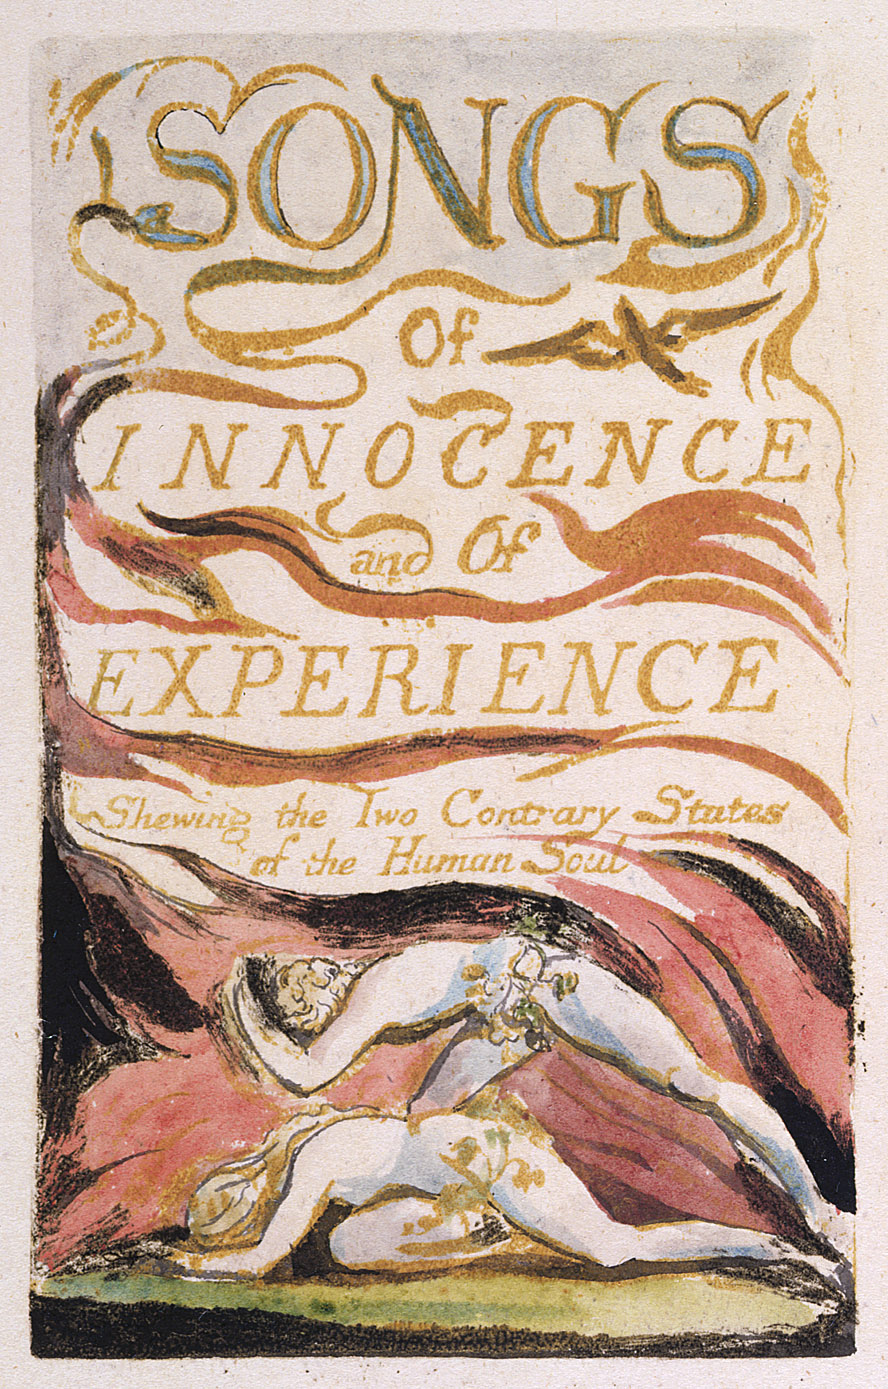 SONGS
Of
INNOCENCE
and Of
EXPERIENCE
Shewing the Two Contrary States
of the Human Soul